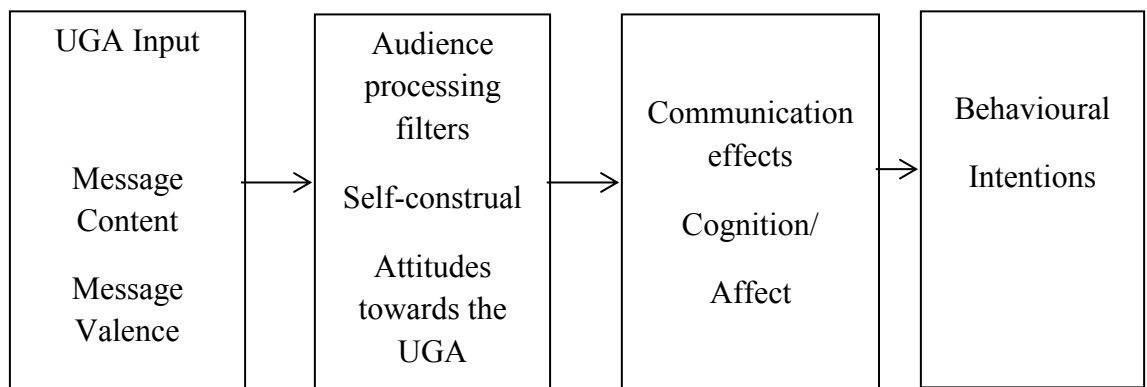 UGA Input
Message
Content
Message
Valence
Audience
processing
filters
Self-construal
Attitudes
towards the
UGA
Communication
effects
Cognition/
Affect
Behavioural
Intentions